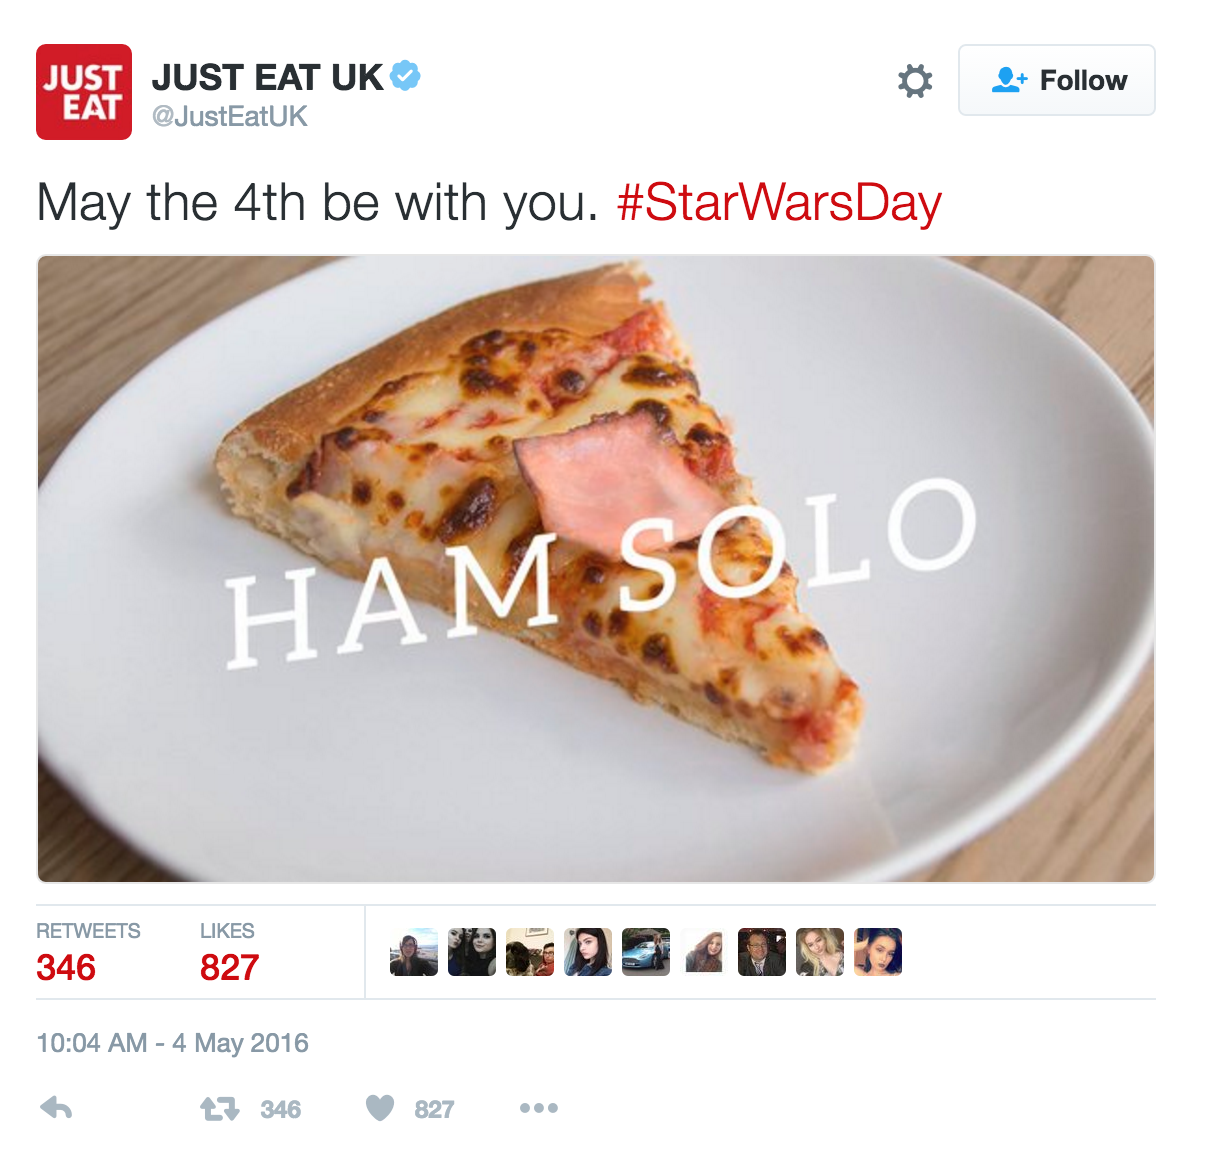 JUST
EAT
JUST EAT UK
@JustEatUK
Follow
May the 4th be with you. #StarWarsDay
HAM SOLO
RETWEETS LIKES
346 827
10:04 AM - 4 May 2016
346 827